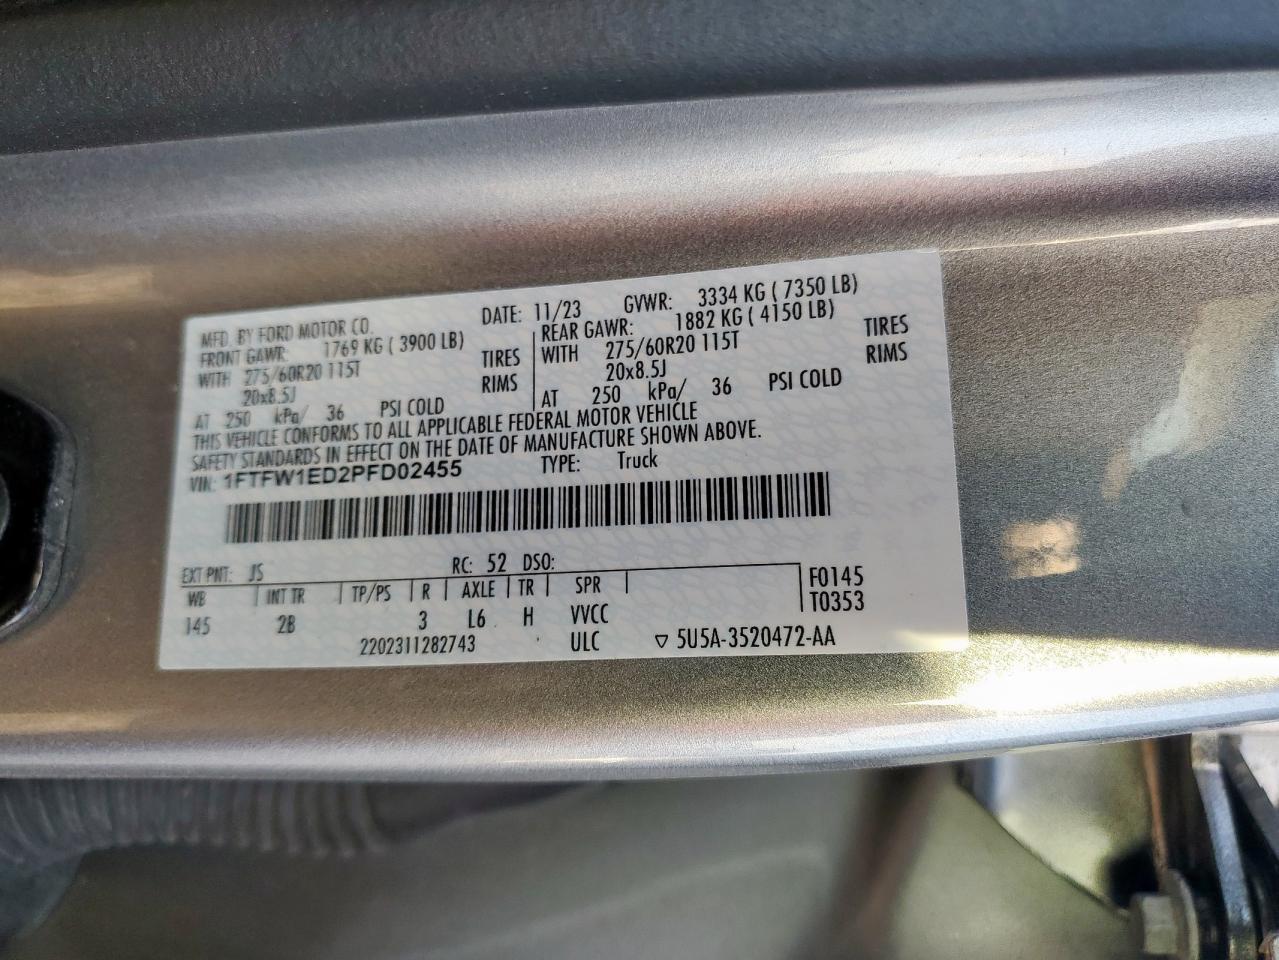 MFD. BY FORD MOTOR CO. DATE: 11/23 GVWR: 3334 KG ( 7350 LB)
FRONT GAWR: 1769 KG ( 3900 LB) REAR GAWR: 1882 KG ( 4150 LB)
WITH 275/60R20 115T TIRES WITH 275/60R20 115T TIRES
20x8.5J RIMS 20x8.5J RIMS
AT 250 kPa/ 36 PSI COLD AT 250 kPa/ 36 PSI COLD
THIS VEHICLE CONFORMS TO ALL APPLICABLE FEDERAL MOTOR VEHICLE
SAFETY STANDARDS IN EFFECT ON THE DATE OF MANUFACTURE SHOWN ABOVE.
VIN: 1FTFW1ED2PFD02455 TYPE: Truck
EXT PNT: JS RC: 52 DSO:
WB INT TR TP/PS R AXLE TR SPR F0145
145 2B 3 L6 H VVCC T0353
2202311282743 ULC ▽ 5U5A-3520472-AA